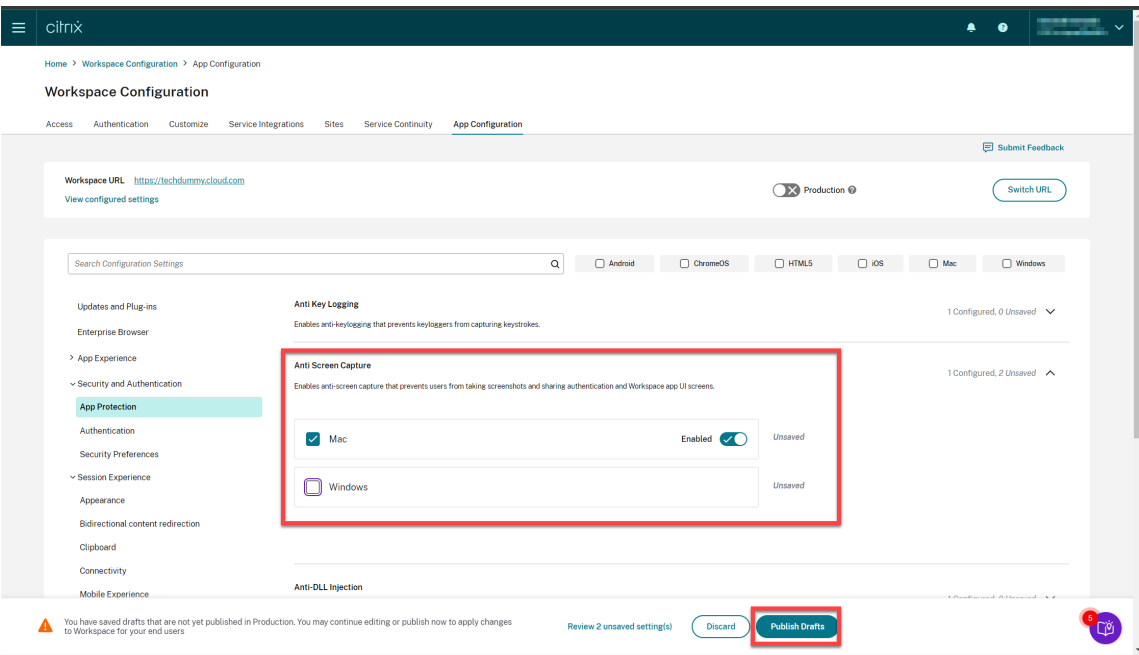 citrix
Home > Workspace Configuration > App Configuration
Workspace Configuration
Access Authentication Customize Service Integrations Sites Service Continuity App Configuration
Submit Feedback
Workspace URL https://techdummy.cloud.com
Production
Switch URL
View configured settings
Search Configuration Settings
Android ChromeOS HTML5 iOS Mac Windows
Updates and Plug-ins
Enterprise Browser
App Experience
Security and Authentication
App Protection
Authentication
Security Preferences
Session Experience
Appearance
Bidirectional content redirection
Clipboard
Connectivity
Mobile Experience
Anti Key Logging
1 Configured, 0 Unsaved
Enables anti-keylogging that prevents keyloggers from capturing keystrokes.
Anti Screen Capture
1 Configured, 2 Unsaved
Enables anti-screen capture that prevents users from taking screenshots and sharing authentication and Workspace app UI screens.
Mac Enabled Unsaved
Windows Unsaved
Anti-DLL Injection
You have saved drafts that are not yet published in Production. You may continue editing or publish now to apply changes
to Workspace for your end users
Review 2 unsaved setting(s) Discard Publish Drafts
5